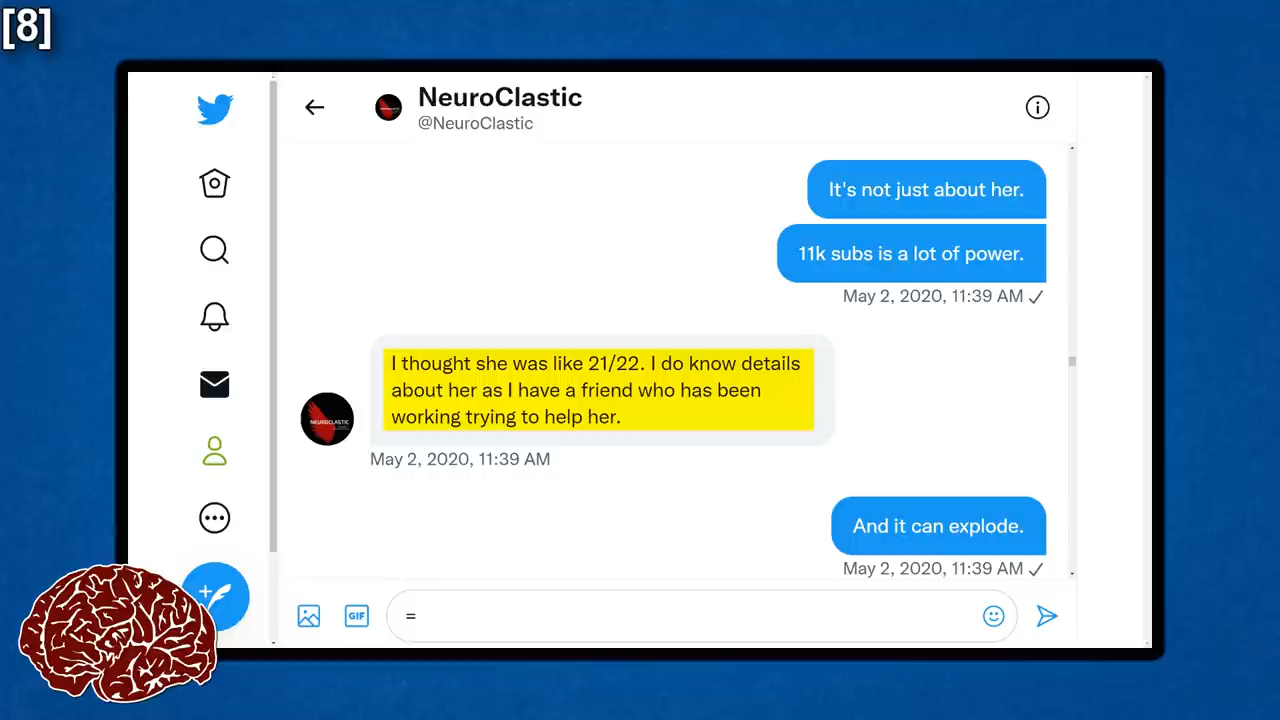 [8]
NeuroClastic
@NeuroClastic
It's not just about her.
11k subs is a lot of power.
May 2, 2020, 11:39 AM
I thought she was like 21/22. I do know details
about her as I have a friend who has been
working trying to help her.
NEUROCLASTIC
May 2, 2020, 11:39 AM
And it can explode.
May 2, 2020, 11:39 AM
GIF
=